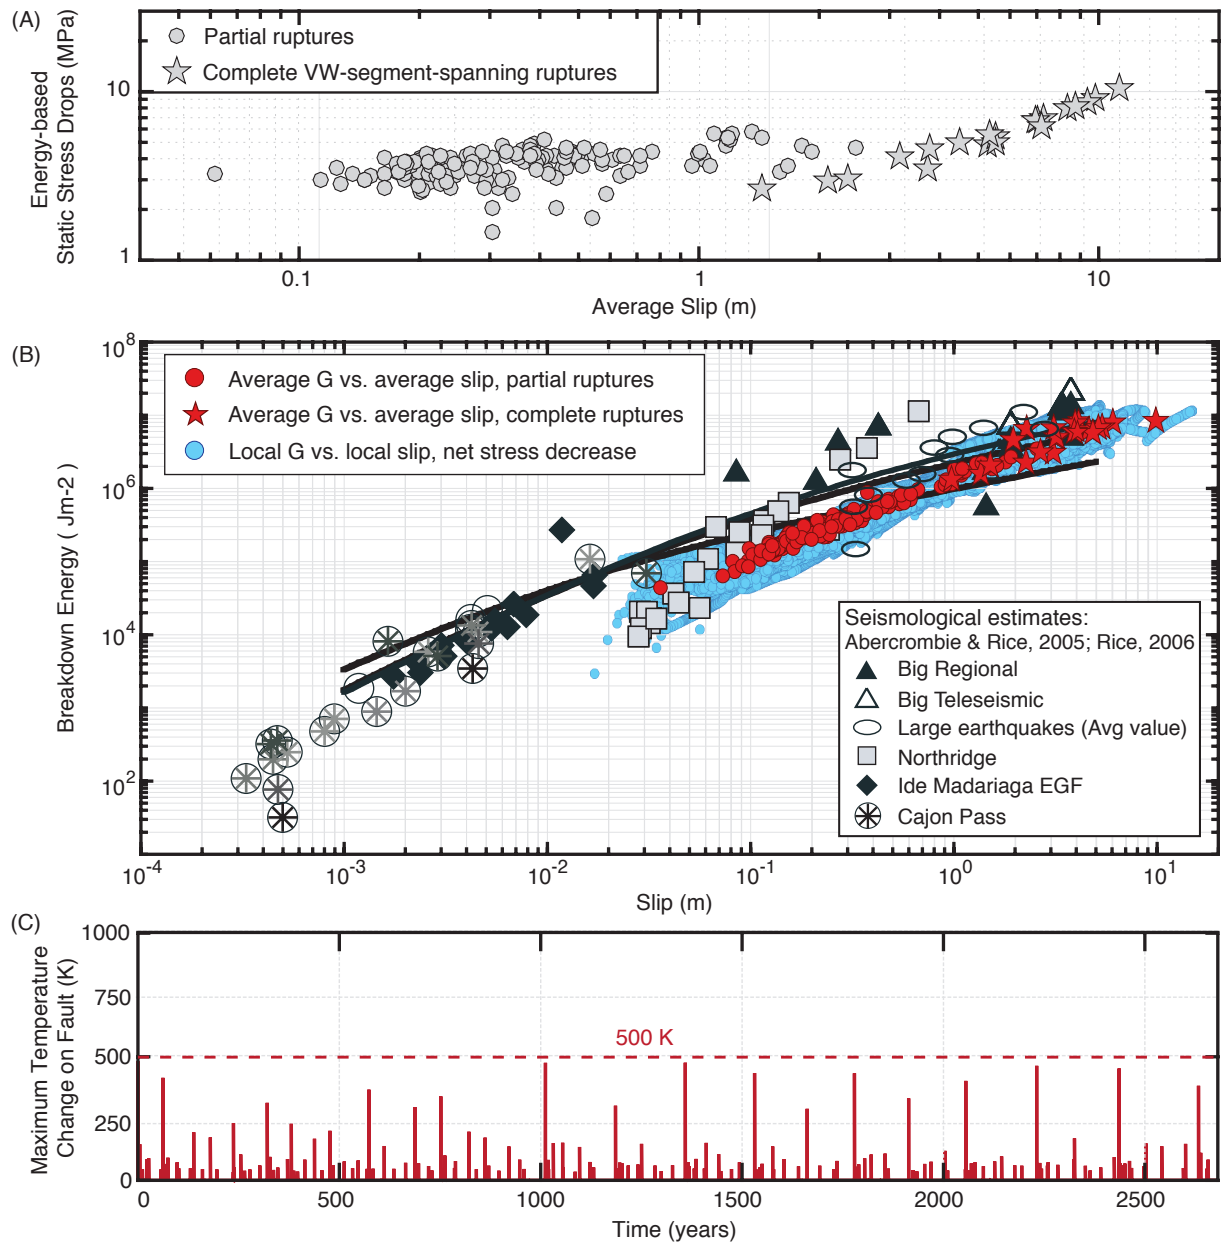 (A)
Energy-based
Static Stress Drops (MPa)
10
1
Partial ruptures
Complete VW-segment-spanning ruptures
0.1
1
10
Average Slip (m)
(B)
Breakdown Energy ( Jm-2 )
10^8
10^6
10^4
10^2
Average G vs. average slip, partial ruptures
Average G vs. average slip, complete ruptures
Local G vs. local slip, net stress decrease
Seismological estimates:
Abercrombie & Rice, 2005; Rice, 2006
Big Regional
Big Teleseismic
Large earthquakes (Avg value)
Northridge
Ide Madariaga EGF
Cajon Pass
10^-4
10^-3
10^-2
10^-1
10^0
10^1
Slip (m)
(C)
Maximum Temperature
Change on Fault (K)
1000
750
500
250
0
500 K
0
500
1000
1500
2000
2500
Time (years)